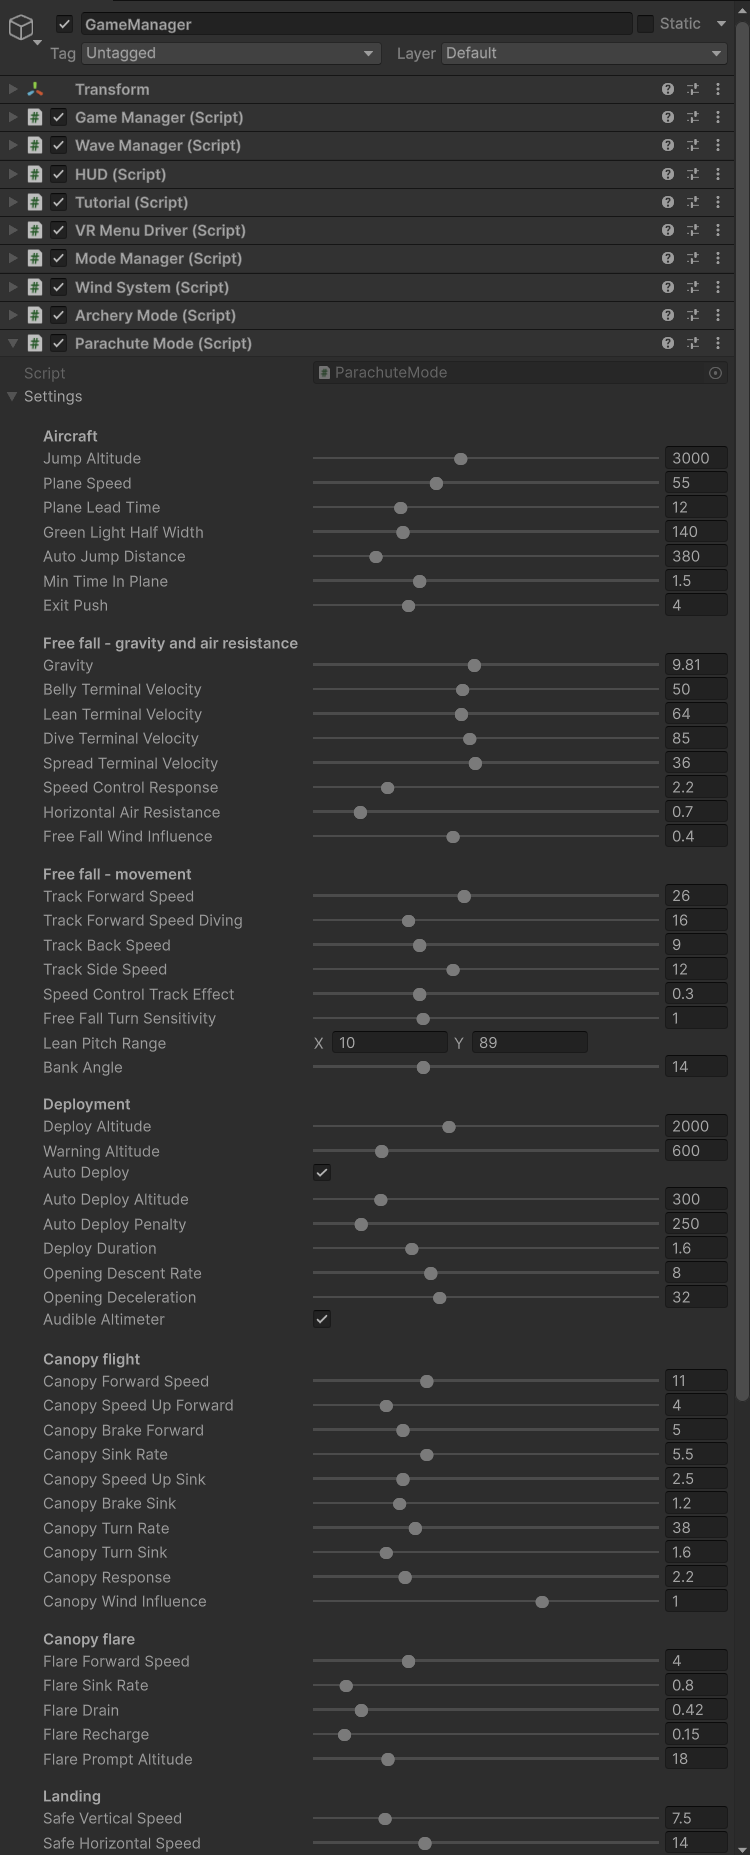 GameManager Static
Tag Untagged Layer Default
Transform
Game Manager (Script)
Wave Manager (Script)
HUD (Script)
Tutorial (Script)
VR Menu Driver (Script)
Mode Manager (Script)
Wind System (Script)
Archery Mode (Script)
Parachute Mode (Script)
Script ParachuteMode
Settings
Aircraft
Jump Altitude 3000
Plane Speed 55
Plane Lead Time 12
Green Light Half Width 140
Auto Jump Distance 380
Min Time In Plane 1.5
Exit Push 4
Free fall - gravity and air resistance
Gravity 9.81
Belly Terminal Velocity 50
Lean Terminal Velocity 64
Dive Terminal Velocity 85
Spread Terminal Velocity 36
Speed Control Response 2.2
Horizontal Air Resistance 0.7
Free Fall Wind Influence 0.4
Free fall - movement
Track Forward Speed 26
Track Forward Speed Diving 16
Track Back Speed 9
Track Side Speed 12
Speed Control Track Effect 0.3
Free Fall Turn Sensitivity 1
Lean Pitch Range X 10 Y 89
Bank Angle 14
Deployment
Deploy Altitude 2000
Warning Altitude 600
Auto Deploy
Auto Deploy Altitude 300
Auto Deploy Penalty 250
Deploy Duration 1.6
Opening Descent Rate 8
Opening Deceleration 32
Audible Altimeter
Canopy flight
Canopy Forward Speed 11
Canopy Speed Up Forward 4
Canopy Brake Forward 5
Canopy Sink Rate 5.5
Canopy Speed Up Sink 2.5
Canopy Brake Sink 1.2
Canopy Turn Rate 38
Canopy Turn Sink 1.6
Canopy Response 2.2
Canopy Wind Influence 1
Canopy flare
Flare Forward Speed 4
Flare Sink Rate 0.8
Flare Drain 0.42
Flare Recharge 0.15
Flare Prompt Altitude 18
Landing
Safe Vertical Speed 7.5
Safe Horizontal Speed 14